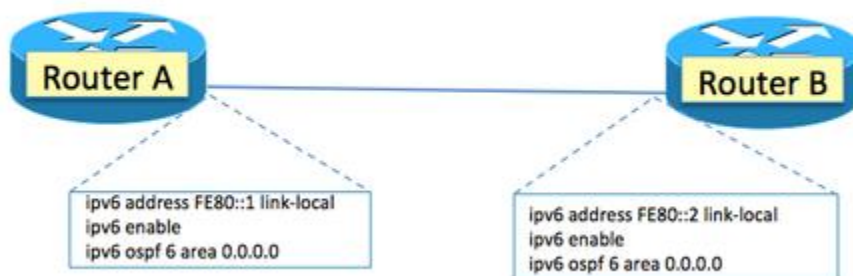 Router A
Router B
ipv6 address FE80::1 link-local
ipv6 enable
ipv6 ospf 6 area 0.0.0.0
ipv6 address FE80::2 link-local
ipv6 enable
ipv6 ospf 6 area 0.0.0.0